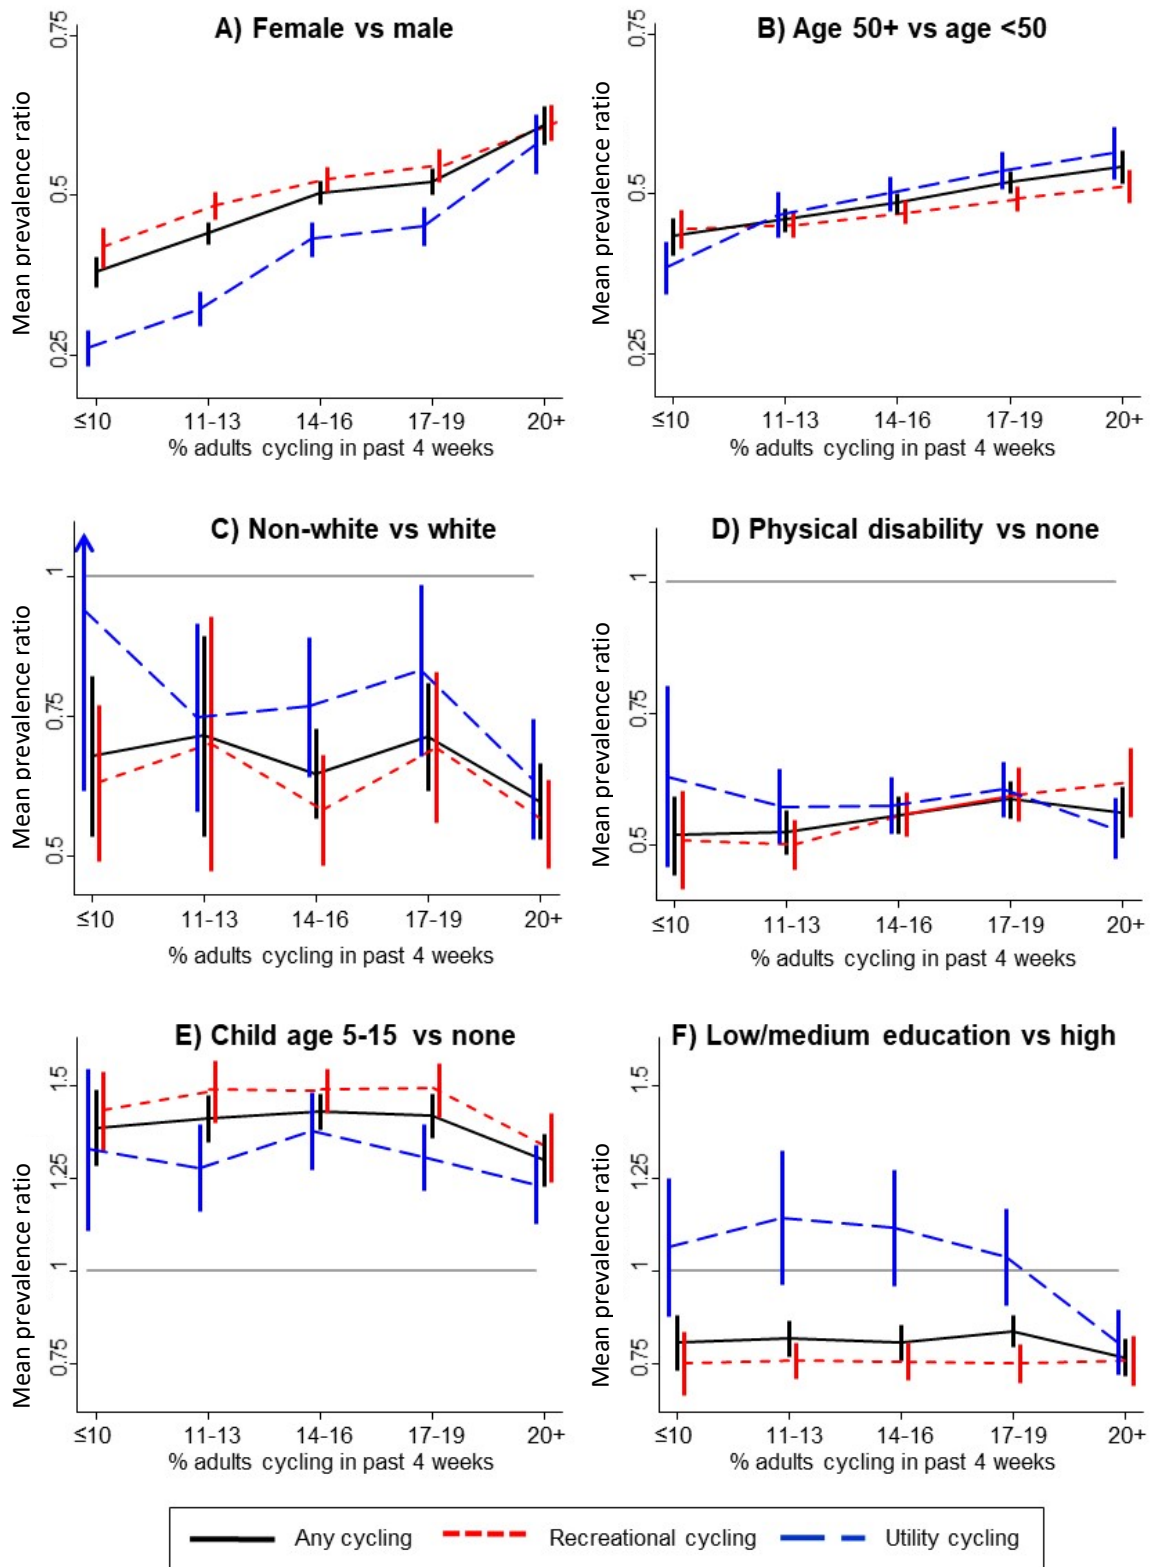 A) Female vs male
Mean prevalence ratio
0.75
0.5
0.25
≤10 11-13 14-16 17-19 20+
% adults cycling in past 4 weeks
B) Age 50+ vs age <50
Mean prevalence ratio
0.75
0.5
0.25
≤10 11-13 14-16 17-19 20+
% adults cycling in past 4 weeks
C) Non-white vs white
Mean prevalence ratio
1
0.75
0.5
≤10 11-13 14-16 17-19 20+
% adults cycling in past 4 weeks
D) Physical disability vs none
Mean prevalence ratio
1
0.75
0.5
≤10 11-13 14-16 17-19 20+
% adults cycling in past 4 weeks
E) Child age 5-15 vs none
Mean prevalence ratio
1.5
1.25
1
0.75
≤10 11-13 14-16 17-19 20+
% adults cycling in past 4 weeks
F) Low/medium education vs high
Mean prevalence ratio
1.5
1.25
1
0.75
≤10 11-13 14-16 17-19 20+
% adults cycling in past 4 weeks
Any cycling Recreational cycling Utility cycling